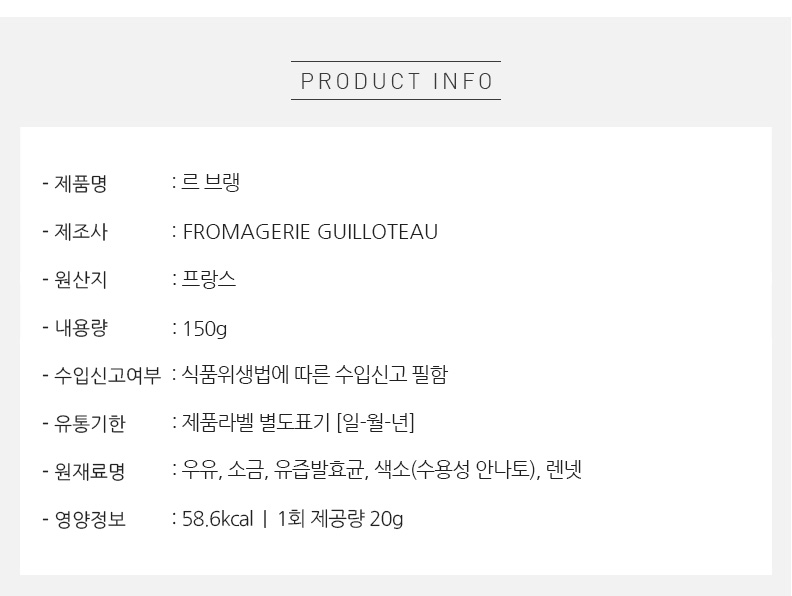 PRODUCT INFO
- 제품명 : 르 브랭
- 제조사 : FROMAGERIE GUILLOTEAU
- 원산지 : 프랑스
- 내용량 : 150g
- 수입신고여부 : 식품위생법에 따른 수입신고 필함
- 유통기한 : 제품라벨 별도표기 [일-월-년]
- 원재료명 : 우유, 소금, 유즙발효균, 색소(수용성 안나토), 렌넷
- 영양정보 : 58.6kcal | 1회 제공량 20g